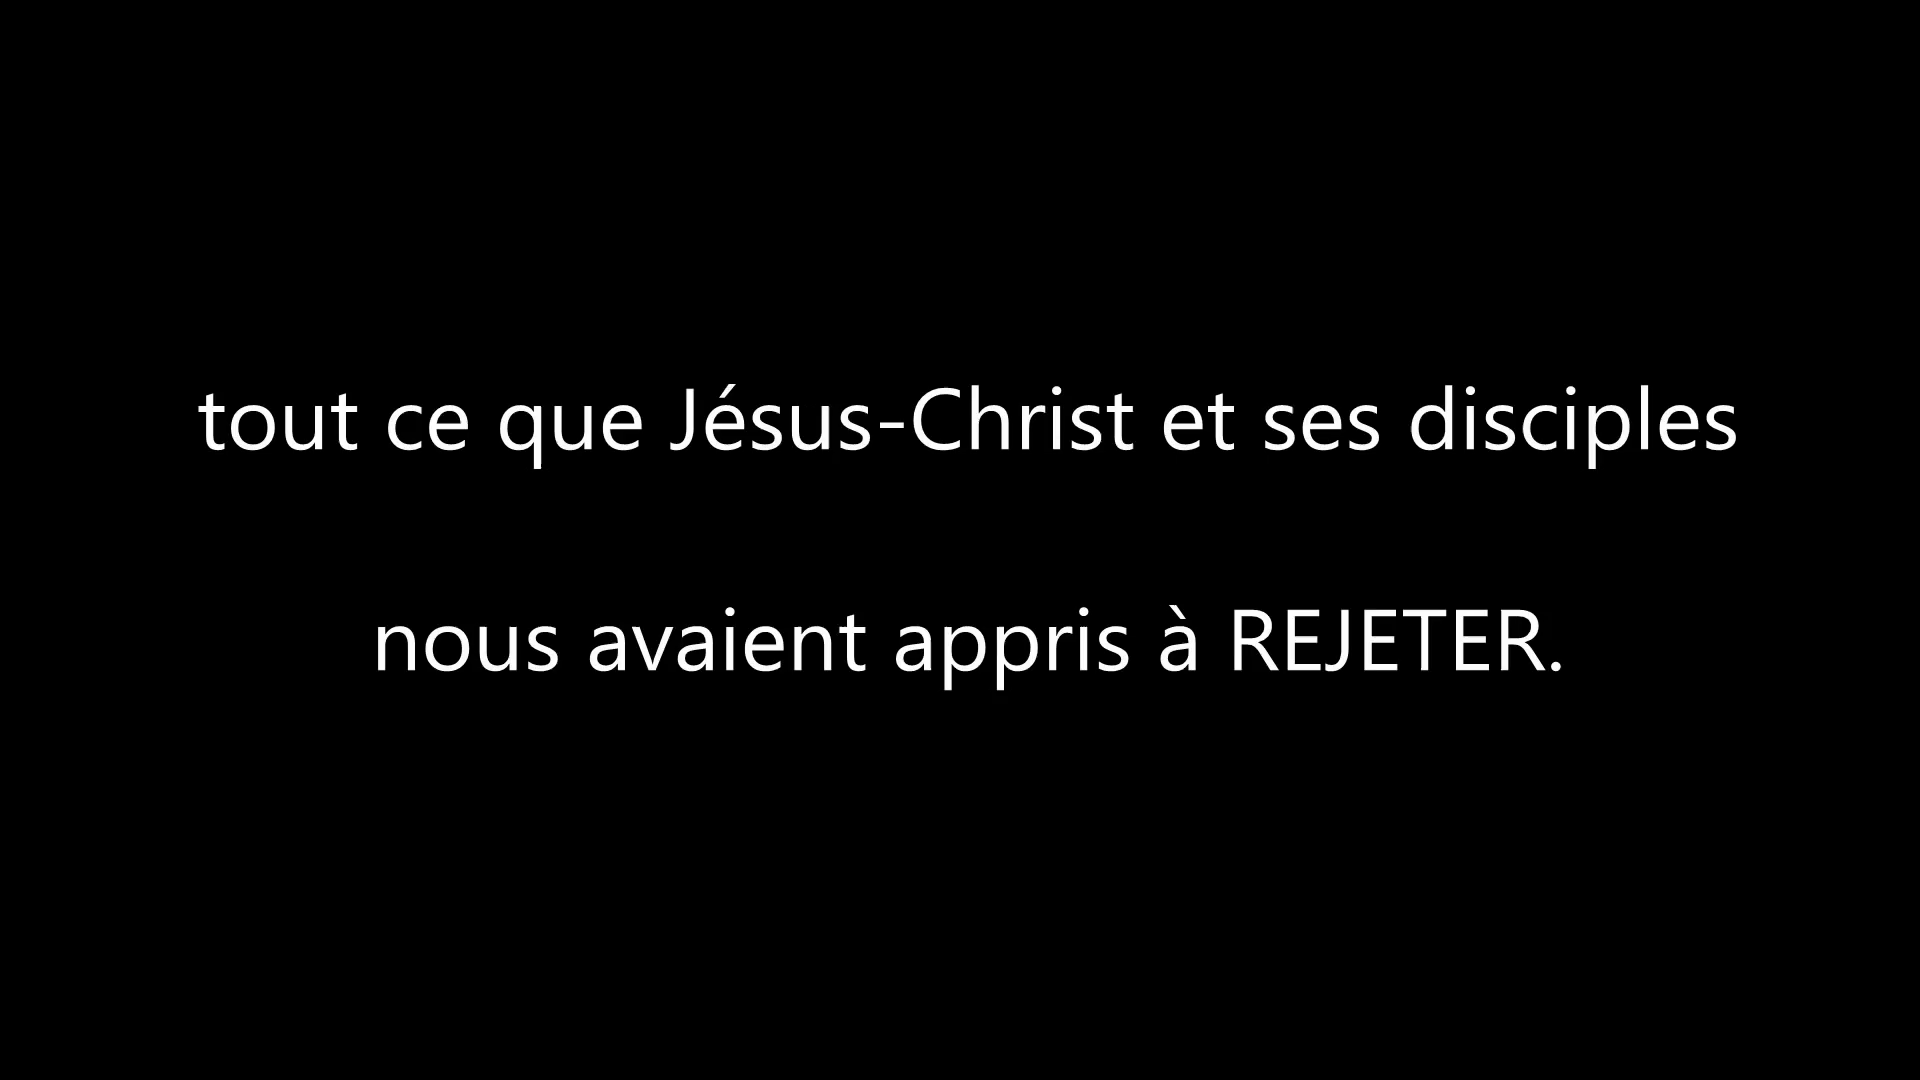 tout ce que Jésus-Christ et ses disciples
nous avaient appris à REJETER.